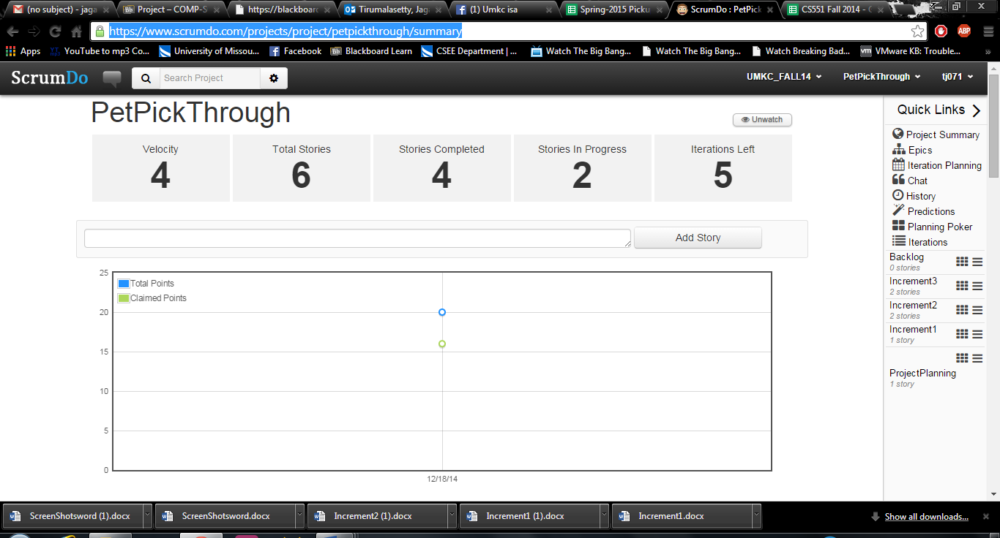 (no subject) - jaga
Project – COMP-S
https://blackboard
Tirumalasetty, Jag
(1) Umkc isa
Spring-2015 Picku
ScrumDo : PetPick
CS551 Fall 2014 - C
https://www.scrumdo.com/projects/project/petpickthrough/summary
ABP
Apps
YouTube to mp3 Co...
University of Missou...
Facebook
Blackboard Learn
CSEE Department | ...
Watch The Big Bang...
Watch The Big Bang...
Watch Breaking Bad...
VMware KB: Trouble...
ScrumDo
Search Project
UMKC_FALL14
PetPickThrough
tj071
PetPickThrough
Unwatch
Velocity
4
Total Stories
6
Stories Completed
4
Stories In Progress
2
Iterations Left
5
Add Story
Total Points
Claimed Points
25
20
15
10
5
0
12/18/14
Quick Links
Project Summary
Epics
Iteration Planning
Chat
History
Predictions
Planning Poker
Iterations
Backlog
0 stories
Increment3
2 stories
Increment2
2 stories
Increment1
1 story
ProjectPlanning
1 story
ScreenShotsword (1).docx
ScreenShotsword.docx
Increment2 (1).docx
Increment1 (1).docx
Increment1.docx
Show all downloads...